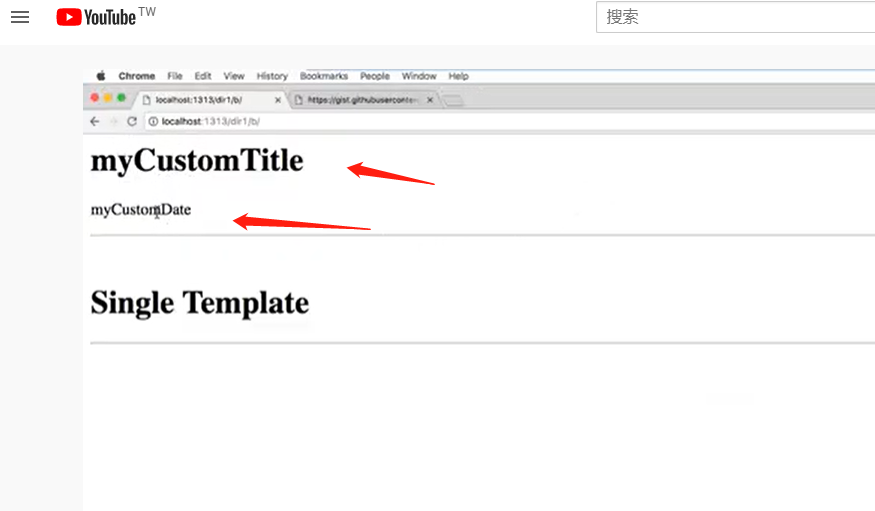 YouTube TW
搜索
Chrome File Edit View History Bookmarks People Window Help
localhost:1313/dir1/b/ https://gist.githubusercontent
localhost:1313/dir1/b/
myCustomTitle
myCustomDate
Single Template